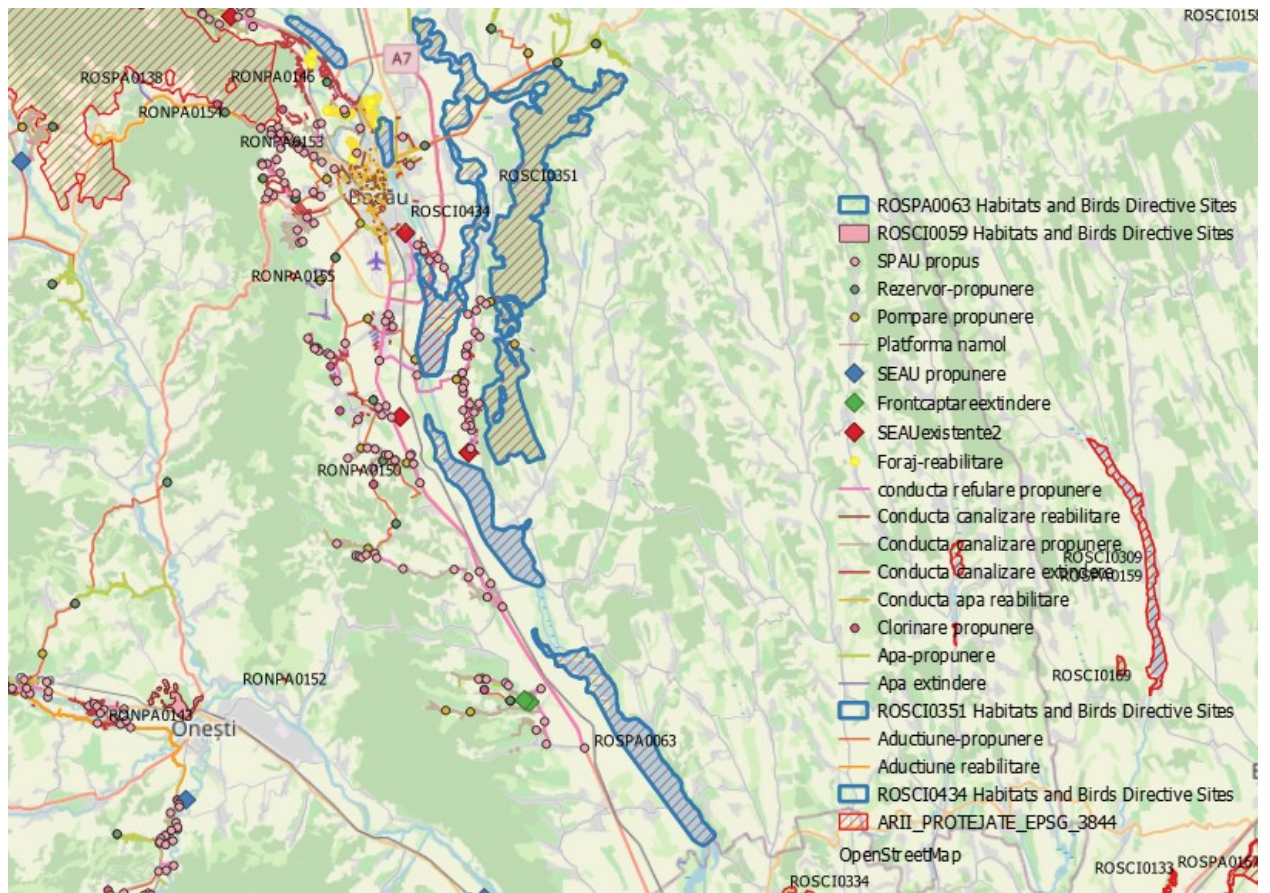 ROSCI0158
A7
ROSPA0138
RONPA0146
RONPA0154
RONPA0153
ROSCI0351
Bacău
ROSCI0434
RONPA0155
RONPA0150
ROSCI0309
ROSPA0159
ROSCI0169
RONPA0152
RONPA0143
Onești
ROSPA0063
ROSCI0133
ROSPA0167
ROSCI0334
ROSPA0063 Habitats and Birds Directive Sites
ROSCI0059 Habitats and Birds Directive Sites
SPAU propus
Rezervor-propunere
Pompare propunere
Platforma namol
SEAU propunere
Frontcaptareextindere
SEAUexistente2
Foraj-reabilitare
conducta refulare propunere
Conducta canalizare reabilitare
Conducta canalizare propunere
Conducta canalizare extindere
Conducta apa reabilitare
Clorinare propunere
Apa-propunere
Apa extindere
ROSCI0351 Habitats and Birds Directive Sites
Aductiune-propunere
Aductiune reabilitare
ROSCI0434 Habitats and Birds Directive Sites
ARII_PROTEJATE_EPSG_3844
OpenStreetMap